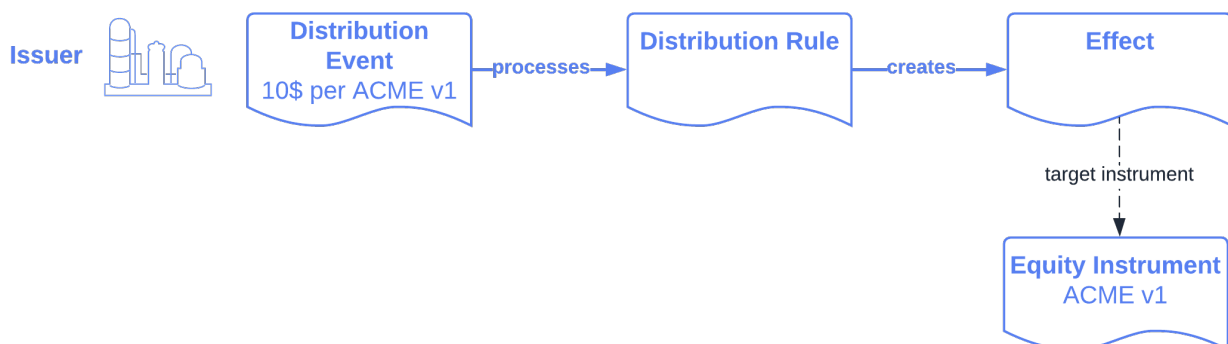 Issuer
Distribution
Event
10$ per ACME v1
processes
Distribution Rule
creates
Effect
target instrument
Equity Instrument
ACME v1